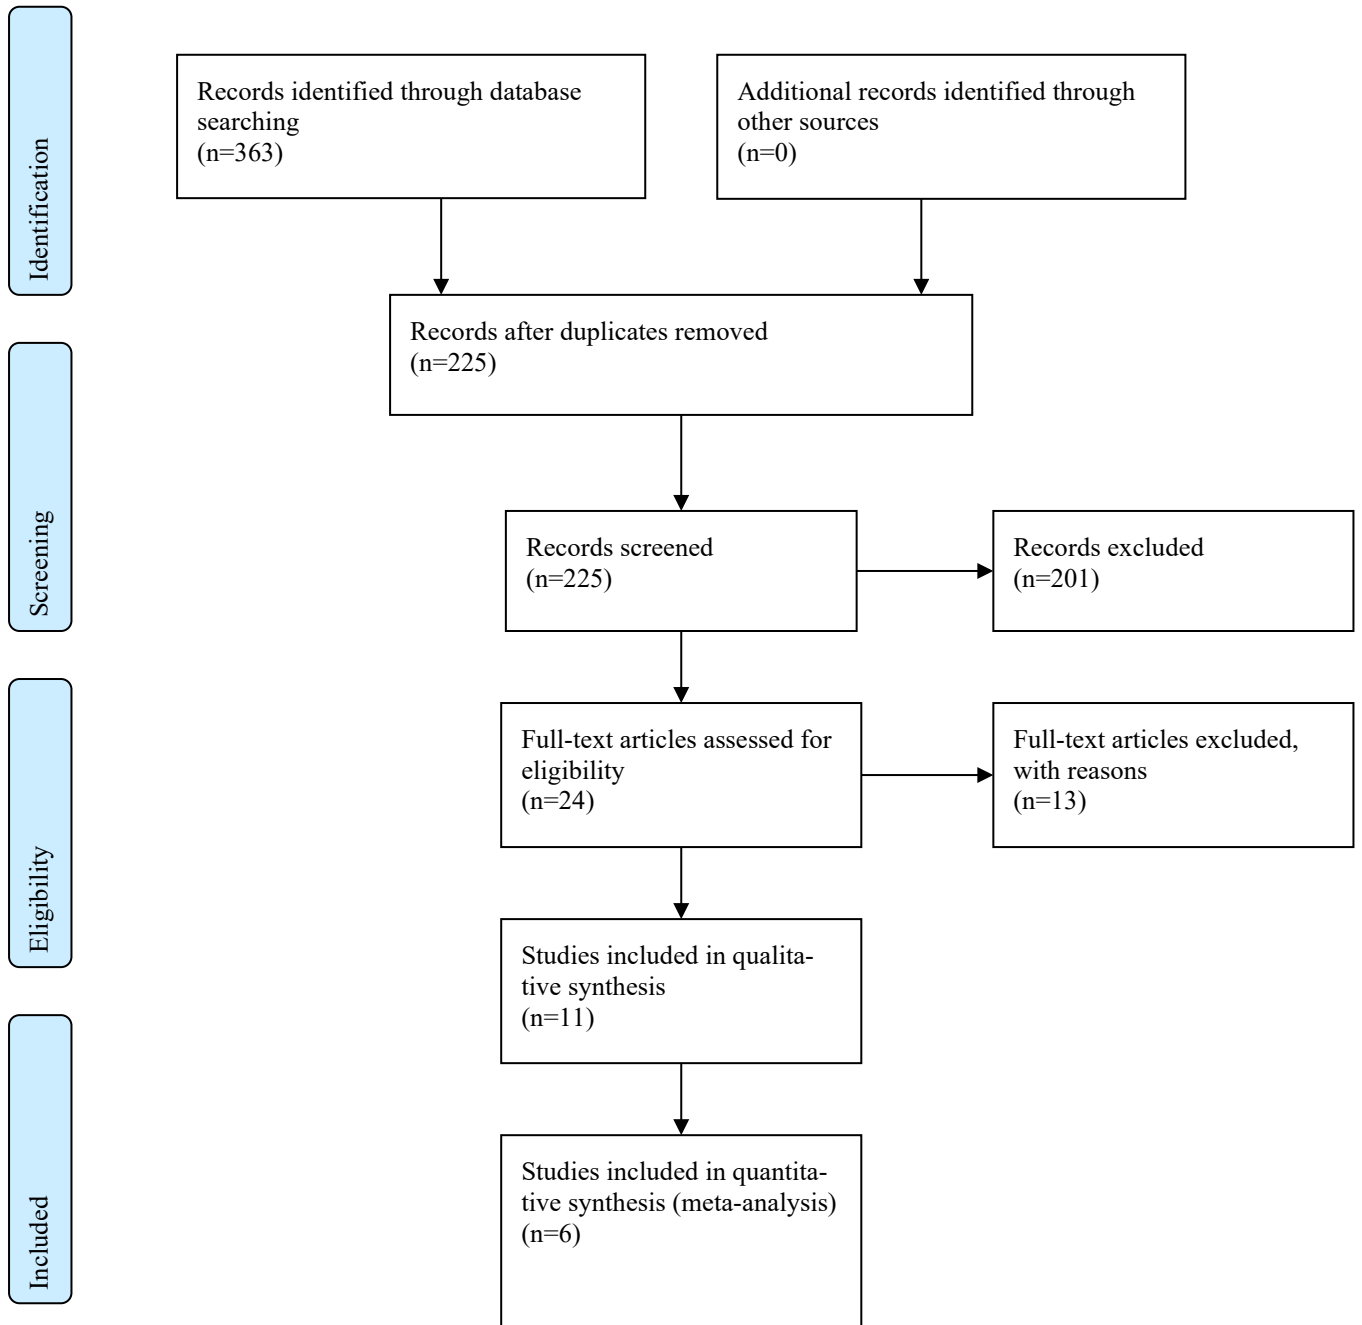 Identification
Records identified through database
searching
(n=363)
Additional records identified through
other sources
(n=0)
Records after duplicates removed
(n=225)
Screening
Records screened
(n=225)
Records excluded
(n=201)
Eligibility
Full-text articles assessed for
eligibility
(n=24)
Full-text articles excluded,
with reasons
(n=13)
Studies included in qualita-
tive synthesis
(n=11)
Included
Studies included in quantita-
tive synthesis (meta-analysis)
(n=6)